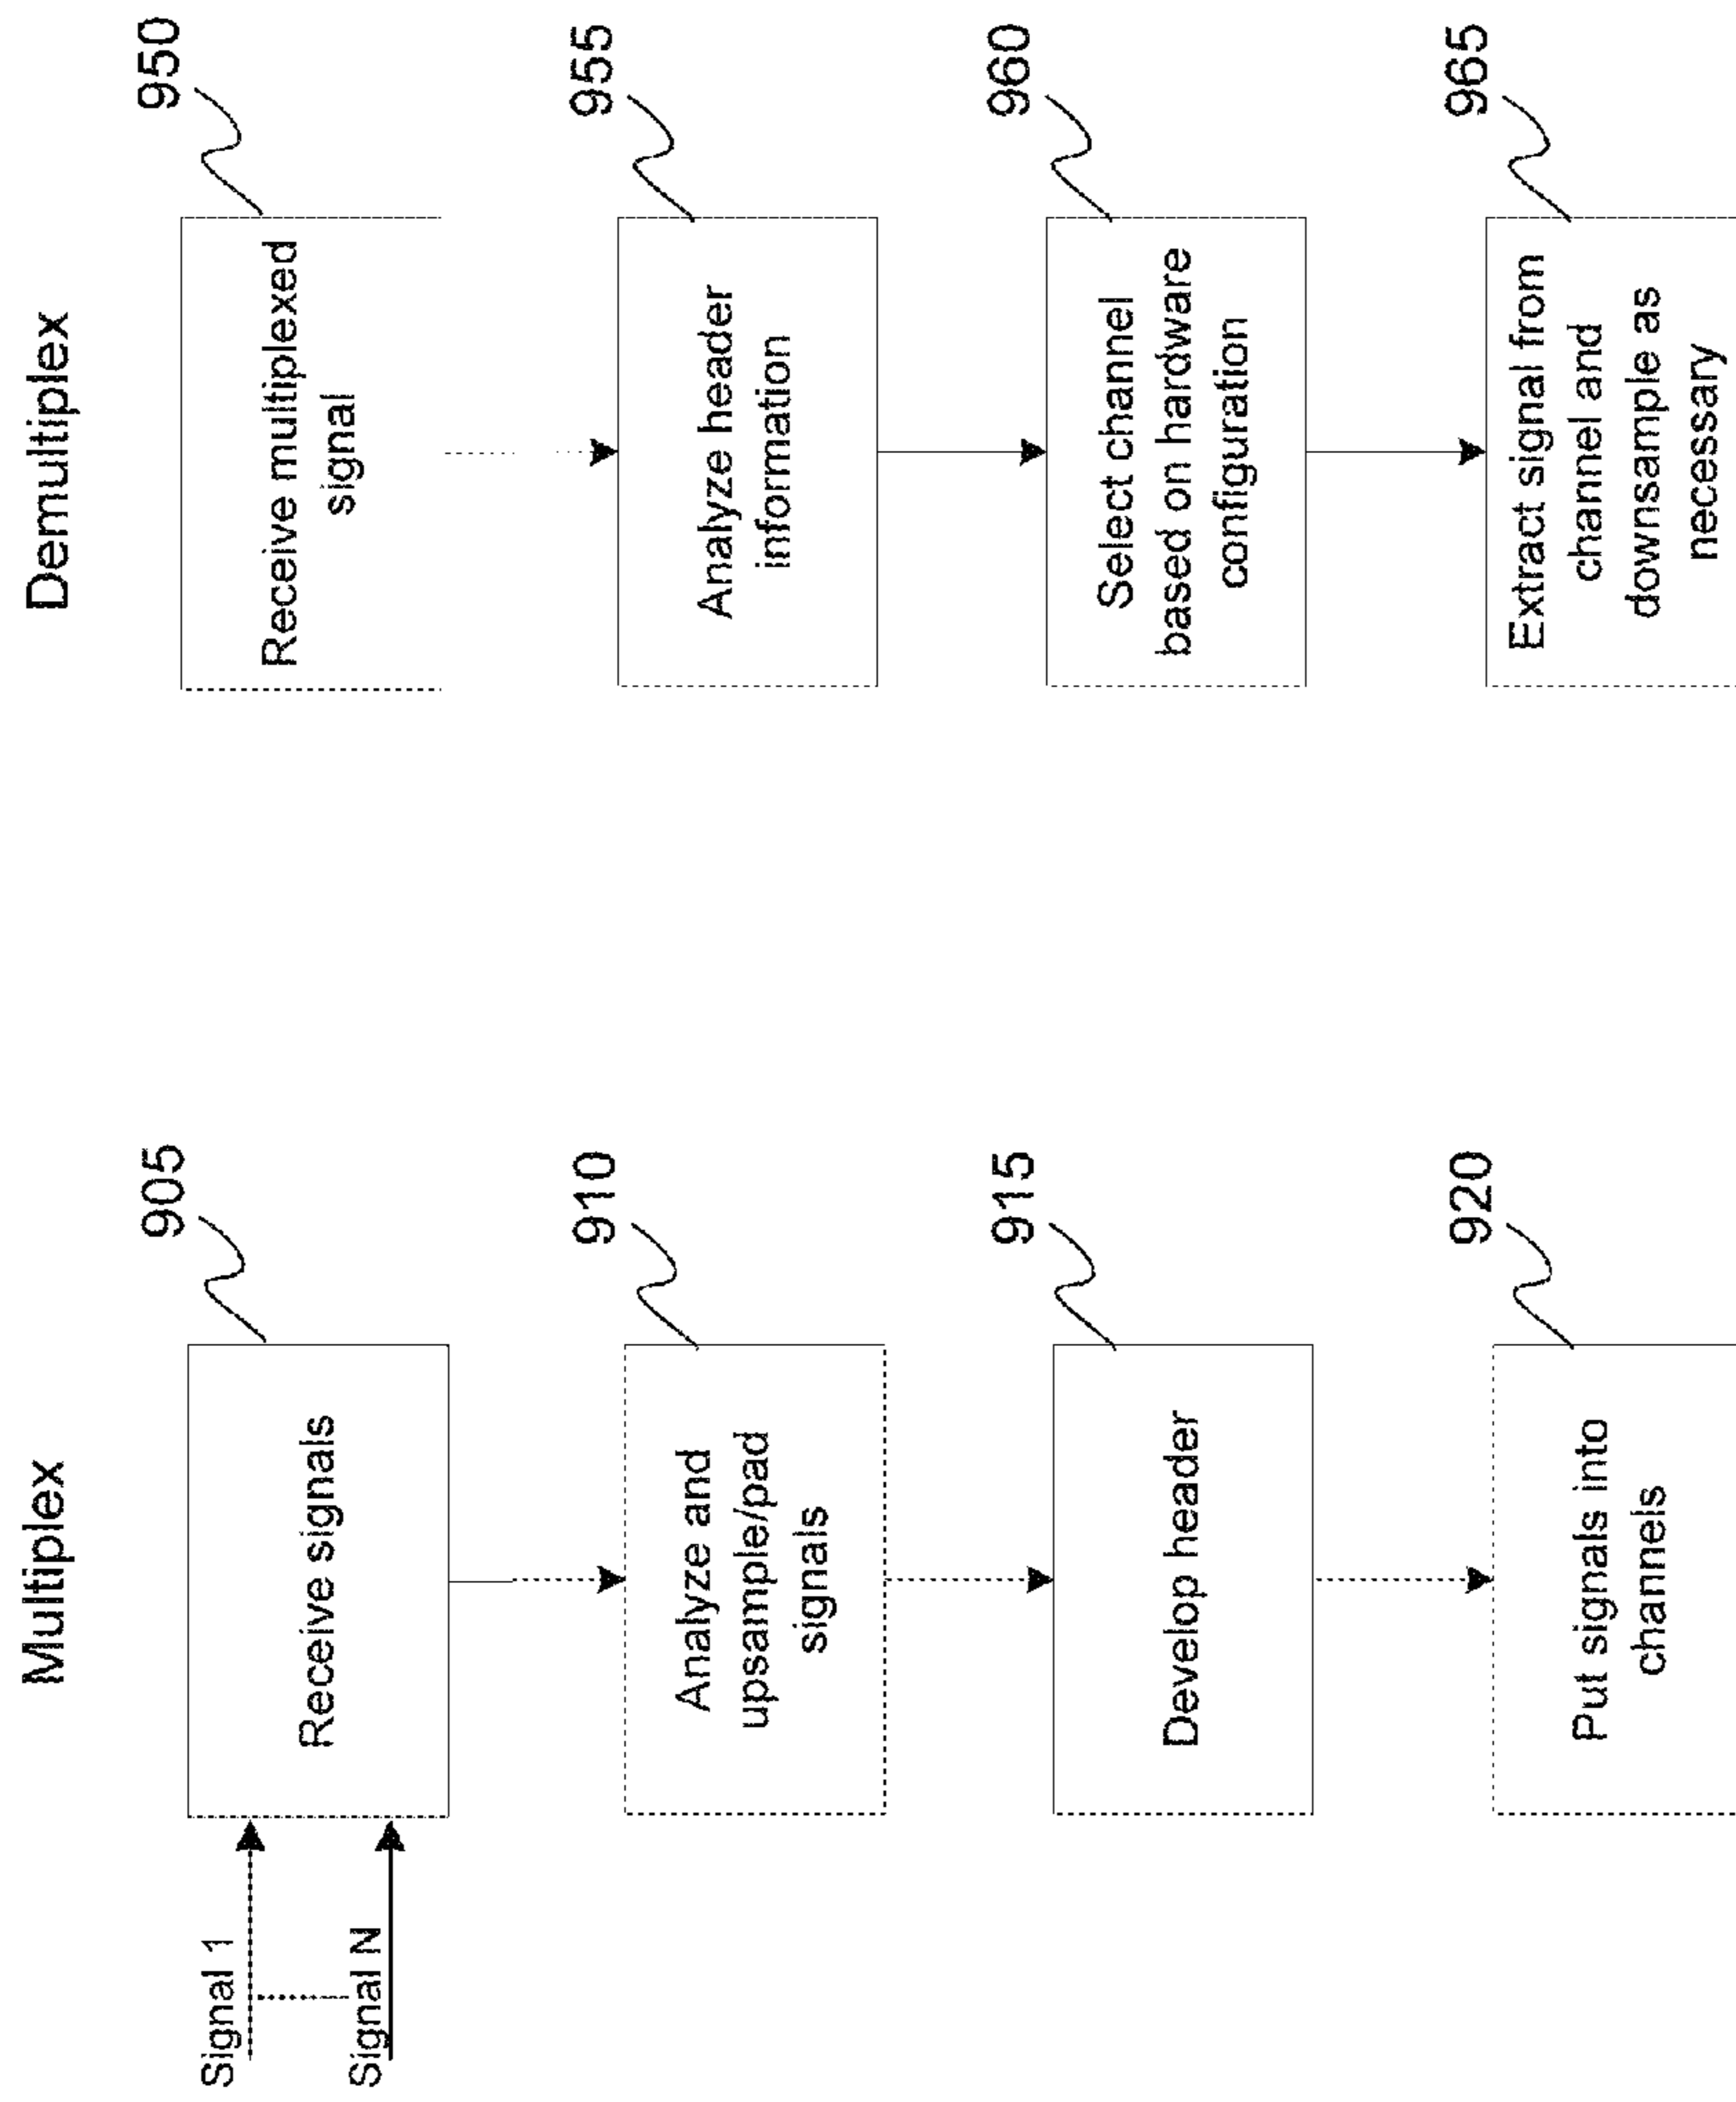 Multiplex
Signal 1
Signal N
Receive signals
905
Analyze and
upsample/pad
signals
910
Develop header
915
Put signals into
channels
920
Demultiplex
Receive multiplexed
signal
950
Analyze header
information
955
Select channel
based on hardware
configuration
960
Extract signal from
channel and
downsample as
necessary
965